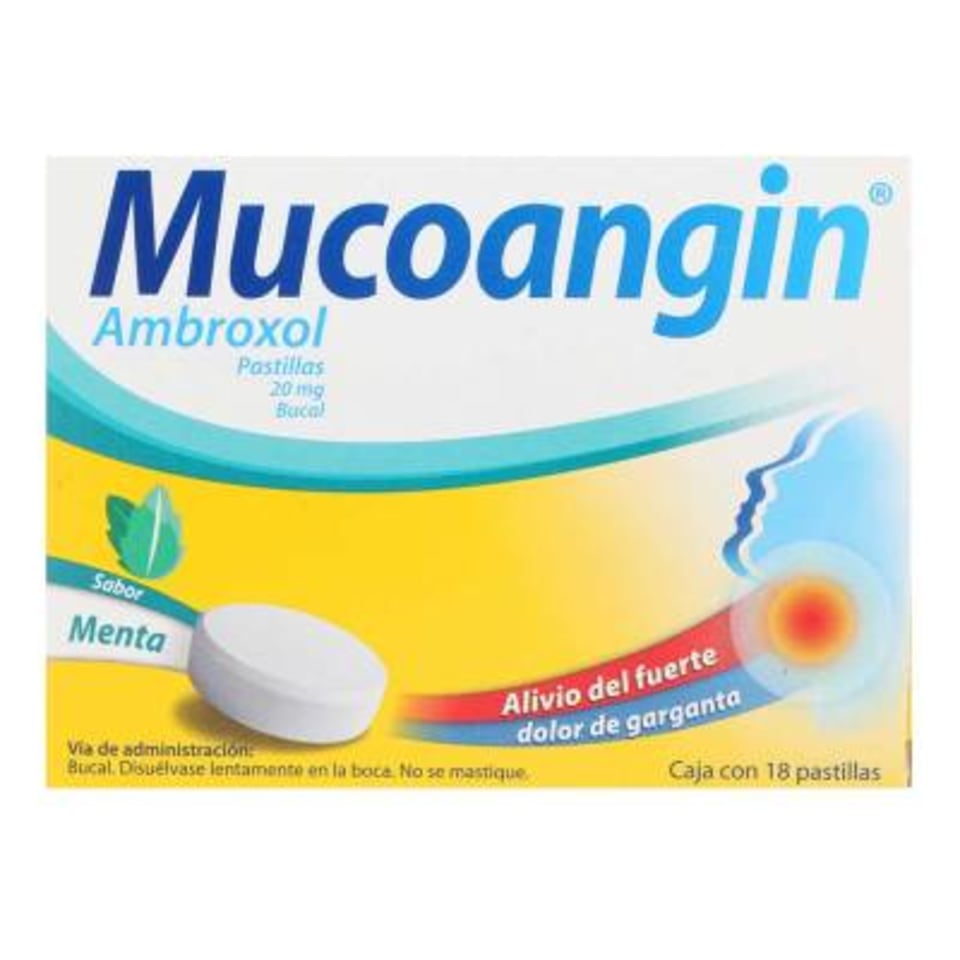 Mucoangin®
Ambroxol
Pastillas
20 mg
Bucal
Sabor
Menta
Alivio del fuerte
dolor de garganta
Vía de administración:
Bucal. Disuélvase lentamente en la boca. No se mastique.
Caja con 18 pastillas